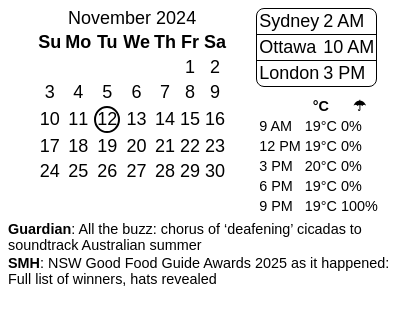 November 2024
Su Mo Tu We Th Fr Sa
1 2
3 4 5 6 7 8 9
10 11 12 13 14 15 16
17 18 19 20 21 22 23
24 25 26 27 28 29 30
Sydney 2 AM
Ottawa 10 AM
London 3 PM
°C ☂
9 AM 19°C 0%
12 PM 19°C 0%
3 PM 20°C 0%
6 PM 19°C 0%
9 PM 19°C 100%
Guardian: All the buzz: chorus of ‘deafening’ cicadas to
soundtrack Australian summer
SMH: NSW Good Food Guide Awards 2025 as it happened:
Full list of winners, hats revealed